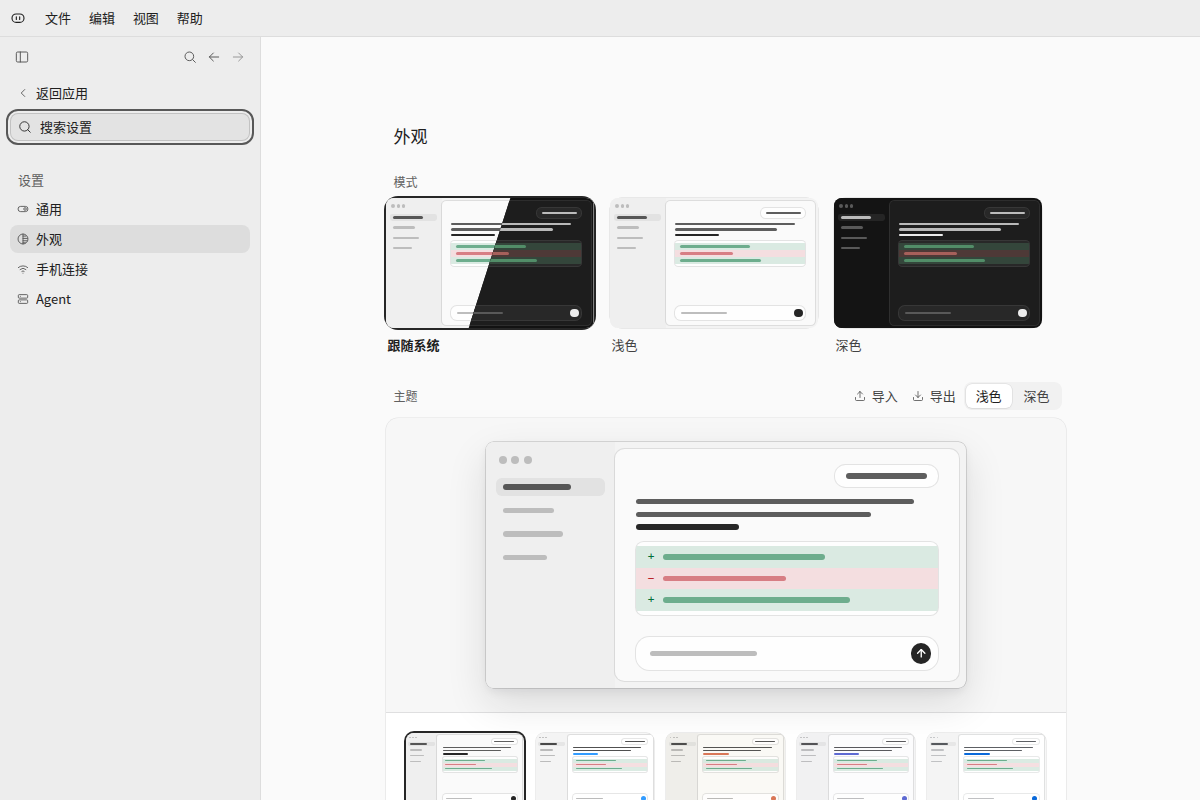 文件 编辑 视图 帮助
返回应用
搜索设置
设置
通用
外观
手机连接
Agent
外观
模式
跟随系统 浅色 深色
主题 导入 导出 浅色 深色
+
−
+